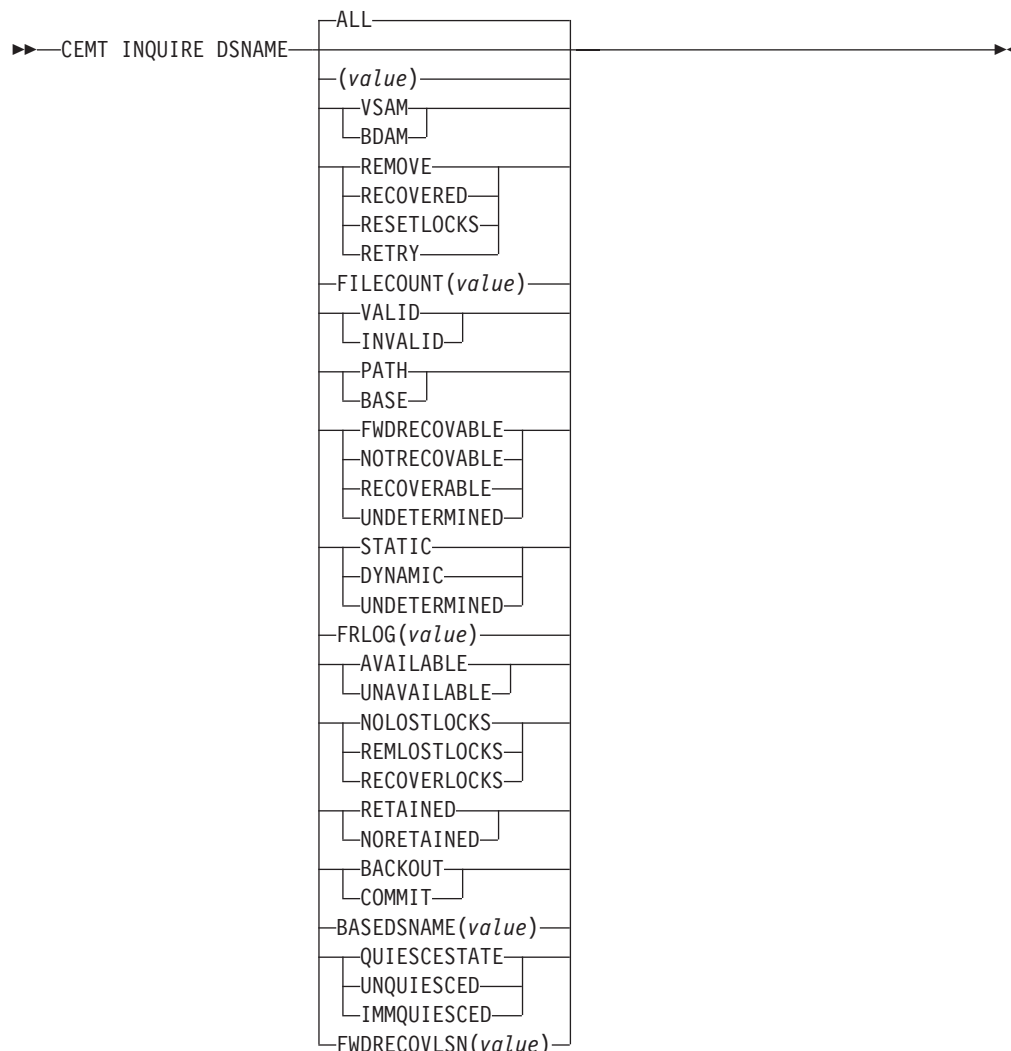 ALL
CEMT INQUIRE DSNAME
(value)
VSAM
BDAM
REMOVE
RECOVERED
RESETLOCKS
RETRY
FILECOUNT(value)
VALID
INVALID
PATH
BASE
FWDRECOVABLE
NOTRECOVABLE
RECOVERABLE
UNDETERMINED
STATIC
DYNAMIC
UNDETERMINED
FRLOG(value)
AVAILABLE
UNAVAILABLE
NOLOSTLOCKS
REMLOSTLOCKS
RECOVERLOCKS
RETAINED
NORETAINED
BACKOUT
COMMIT
BASEDSNAME(value)
QUIESCESTATE
UNQUIESCED
IMMQUIESCED
FWDRECOVLSN(value)